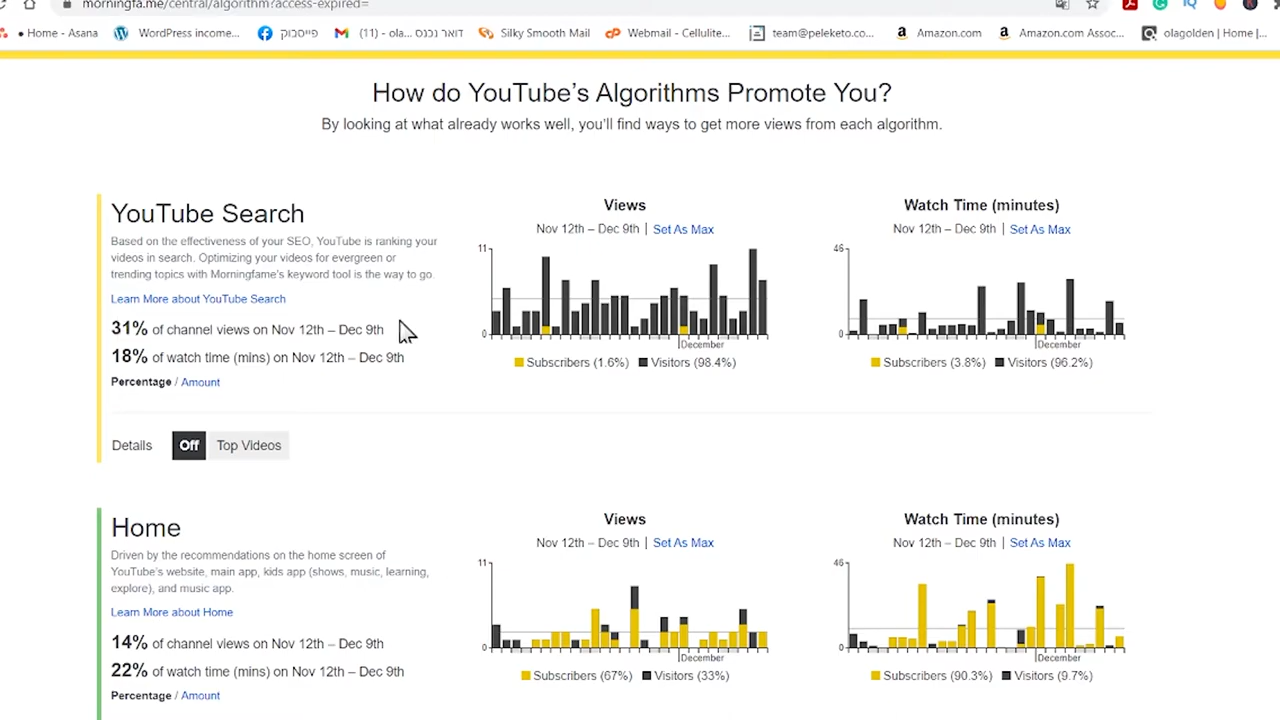 morningfa.me/central/algorithm?access-expired=
Home - Asana WordPress income... פייסבוק (11) - ola... דואר נכנס Silky Smooth Mail Webmail - Cellulite... team@peleketo.co... Amazon.com Amazon.com Assoc... olagolden | Home |...
How do YouTube's Algorithms Promote You?
By looking at what already works well, you'll find ways to get more views from each algorithm.
YouTube Search
Based on the effectiveness of your SEO, YouTube is ranking your
videos in search. Optimizing your videos for evergreen or
trending topics with Morningfame's keyword tool is the way to go.
Learn More about YouTube Search
31% of channel views on Nov 12th – Dec 9th
18% of watch time (mins) on Nov 12th – Dec 9th
Percentage / Amount
Views
Nov 12th – Dec 9th | Set As Max
11
0
December
Subscribers (1.6%) Visitors (98.4%)
Watch Time (minutes)
Nov 12th – Dec 9th | Set As Max
46
0
December
Subscribers (3.8%) Visitors (96.2%)
Details Off Top Videos
Home
Driven by the recommendations on the home screen of
YouTube's website, main app, kids app (shows, music, learning,
explore), and music app.
Learn More about Home
14% of channel views on Nov 12th – Dec 9th
22% of watch time (mins) on Nov 12th – Dec 9th
Percentage / Amount
Views
Nov 12th – Dec 9th | Set As Max
11
0
December
Subscribers (67%) Visitors (33%)
Watch Time (minutes)
Nov 12th – Dec 9th | Set As Max
46
0
December
Subscribers (90.3%) Visitors (9.7%)